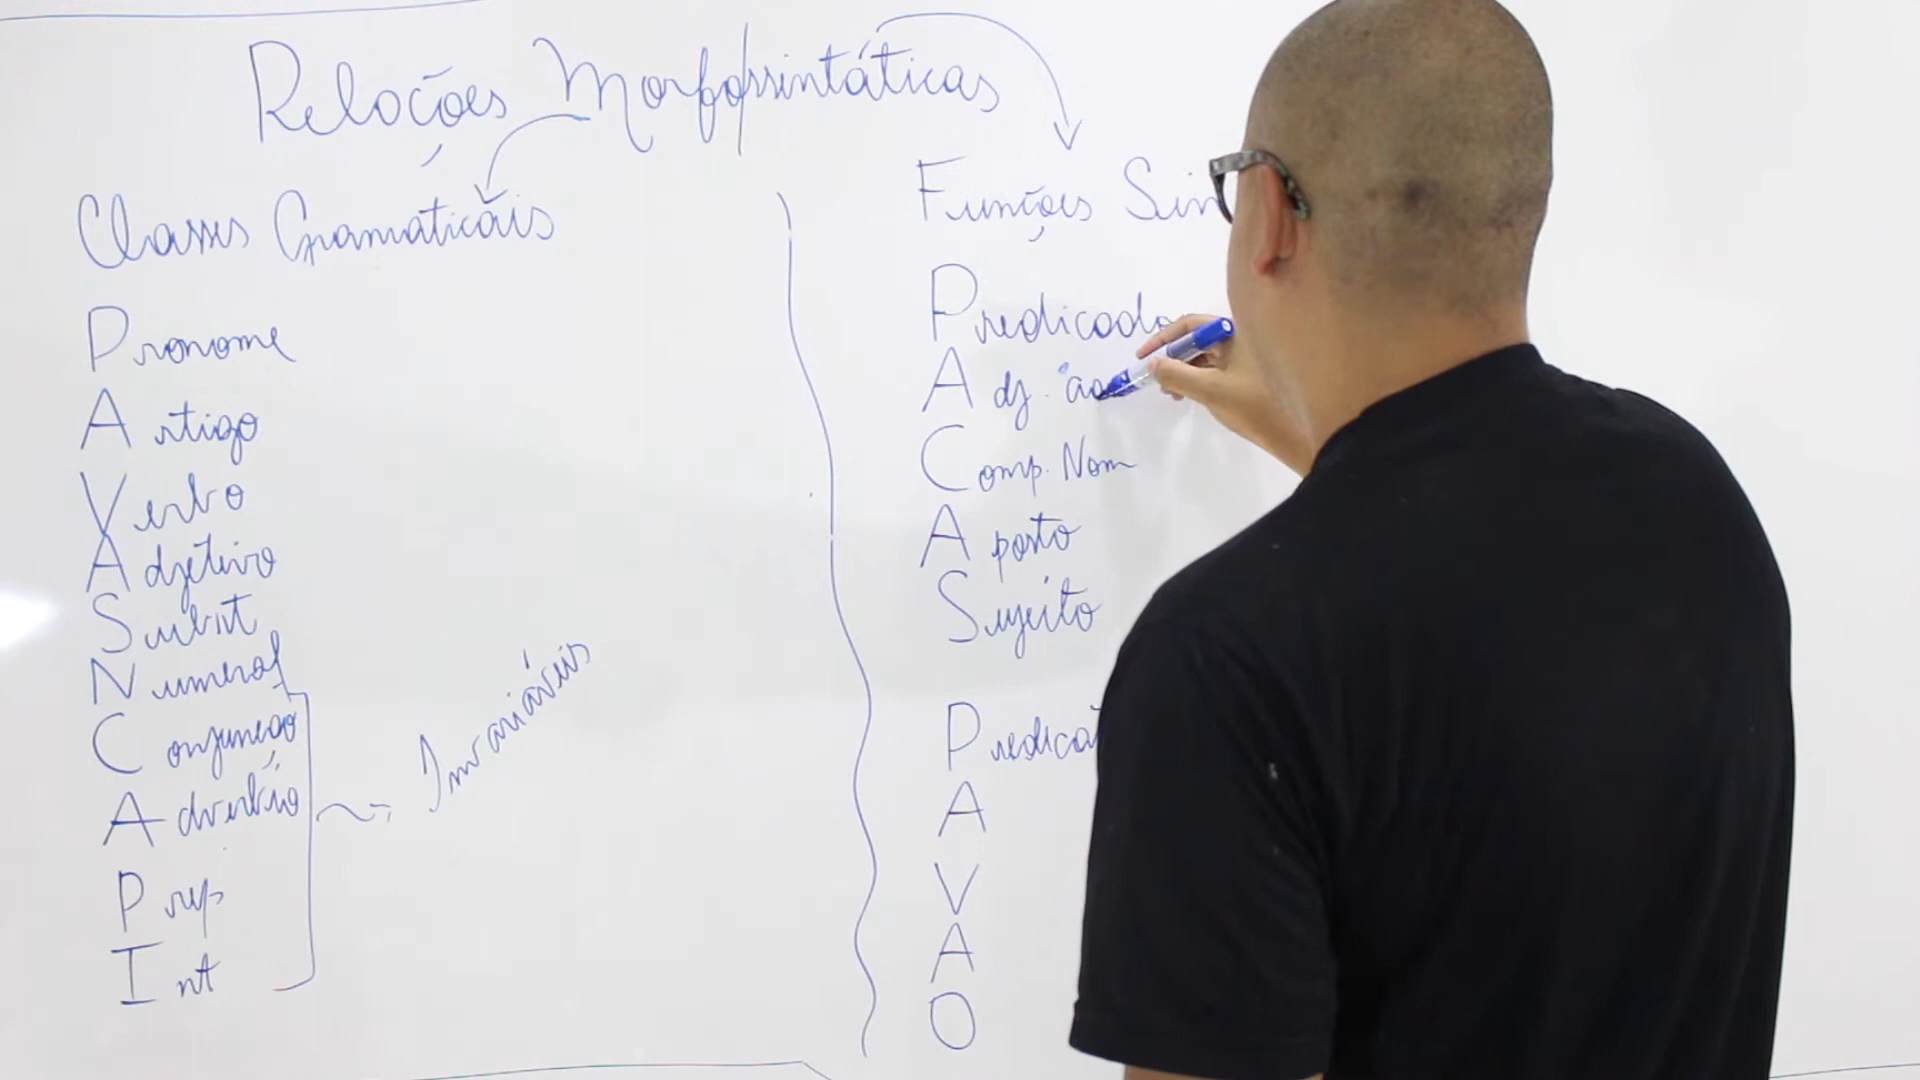 Relações Morfossintáticas
Classes Gramaticais
Pronome
Artigo
Verbo
Adjetivo
Subst
Numeral
Conjunção
Advérbio
Prep
Int
Invariáveis
Funções Sin
Predicado
Adj. ad
Comp. Nom
Aposto
Sujeito
Predicat
A
V
A
O